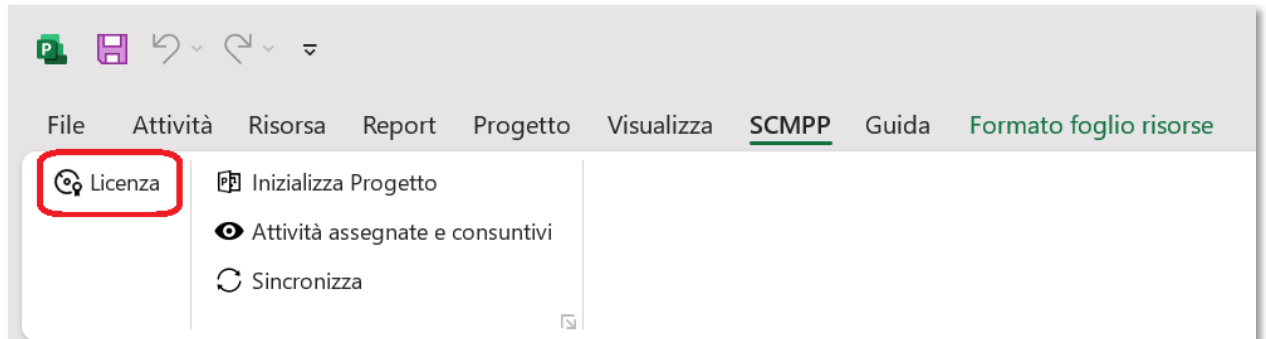 File Attività Risorsa Report Progetto Visualizza SCMPP Guida Formato foglio risorse
Licenza
Inizializza Progetto
Attività assegnate e consuntivi
Sincronizza